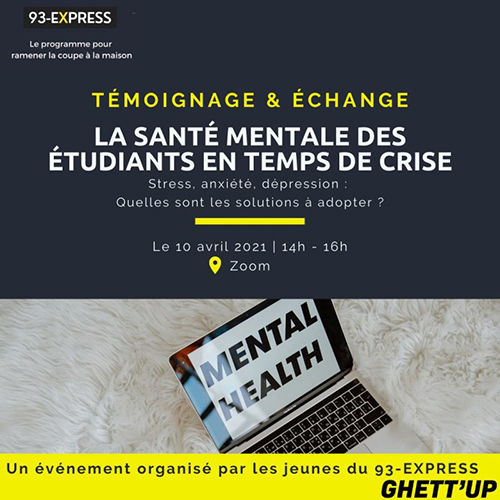 93-EXPRESS
Le programme pour
ramener la coupe à la maison
TÉMOIGNAGE & ÉCHANGE
LA SANTÉ MENTALE DES
ÉTUDIANTS EN TEMPS DE CRISE
Stress, anxiété, dépression :
Quelles sont les solutions à adopter ?
Le 10 avril 2021 | 14h - 16h
Zoom
MENTAL
HEALTH
Un événement organisé par les jeunes du 93-EXPRESS
GHETT'UP